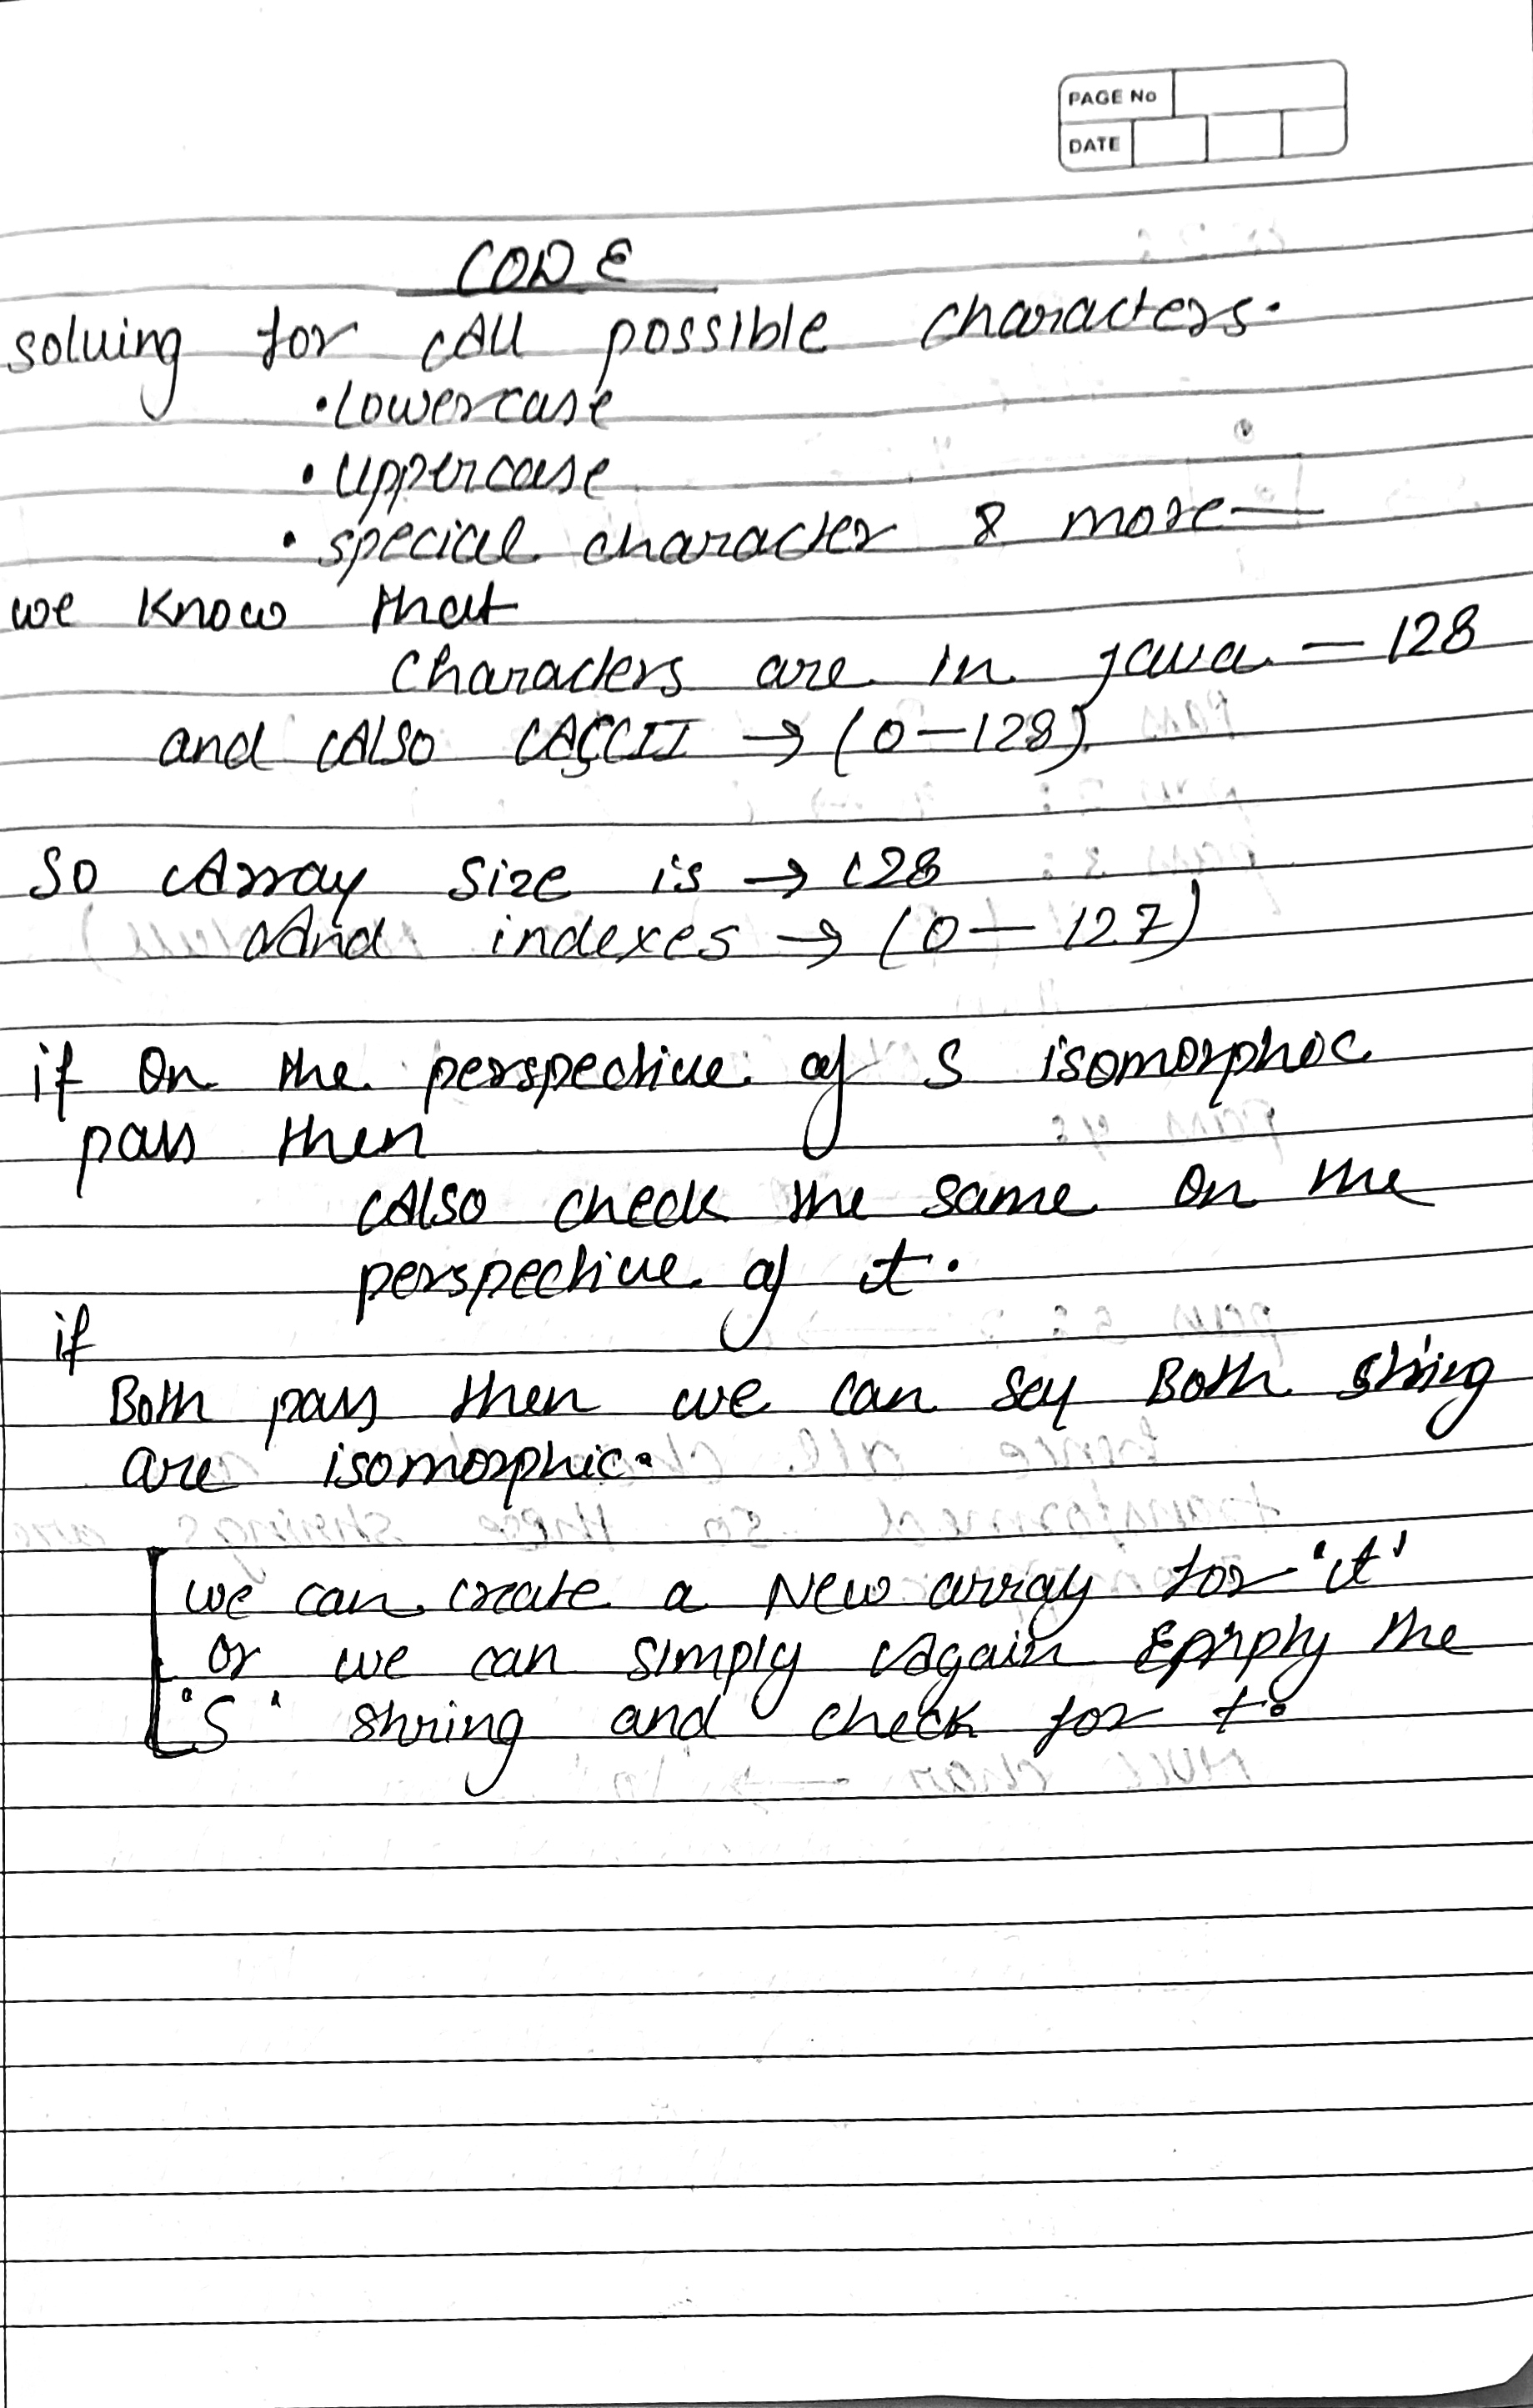 PAGE No
DATE
CODE
solving for All possible characters.
• Lowercase
• Uppercase
• special character & more
we Know that
Characters are in java - 128
and Also ASCII → (0-128)
So Array Size is → 128
And indexes → (0-127)
if On the perspective of S isomorphoc
pass then
Also check the same on the
perspective of t.
if
Both pass then we can say Both string
are isomorphic.
we can create a New array for 't'
or we can simply Again Empty the
'S' string and check for t.